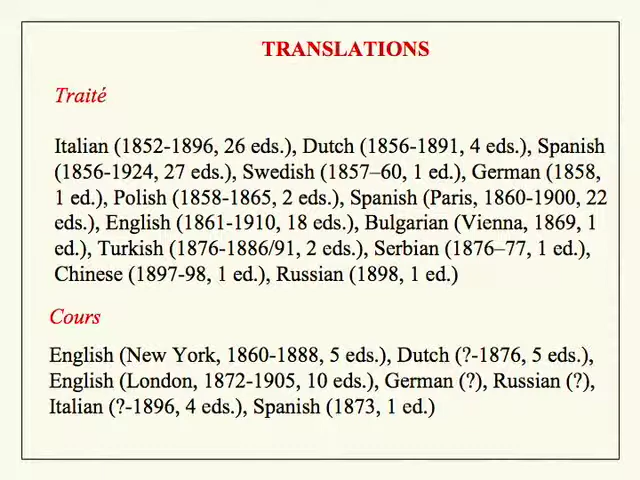 TRANSLATIONS
Traité
Italian (1852-1896, 26 eds.), Dutch (1856-1891, 4 eds.), Spanish
(1856-1924, 27 eds.), Swedish (1857–60, 1 ed.), German (1858,
1 ed.), Polish (1858-1865, 2 eds.), Spanish (Paris, 1860-1900, 22
eds.), English (1861-1910, 18 eds.), Bulgarian (Vienna, 1869, 1
ed.), Turkish (1876-1886/91, 2 eds.), Serbian (1876–77, 1 ed.),
Chinese (1897-98, 1 ed.), Russian (1898, 1 ed.)
Cours
English (New York, 1860-1888, 5 eds.), Dutch (?-1876, 5 eds.),
English (London, 1872-1905, 10 eds.), German (?), Russian (?),
Italian (?-1896, 4 eds.), Spanish (1873, 1 ed.)